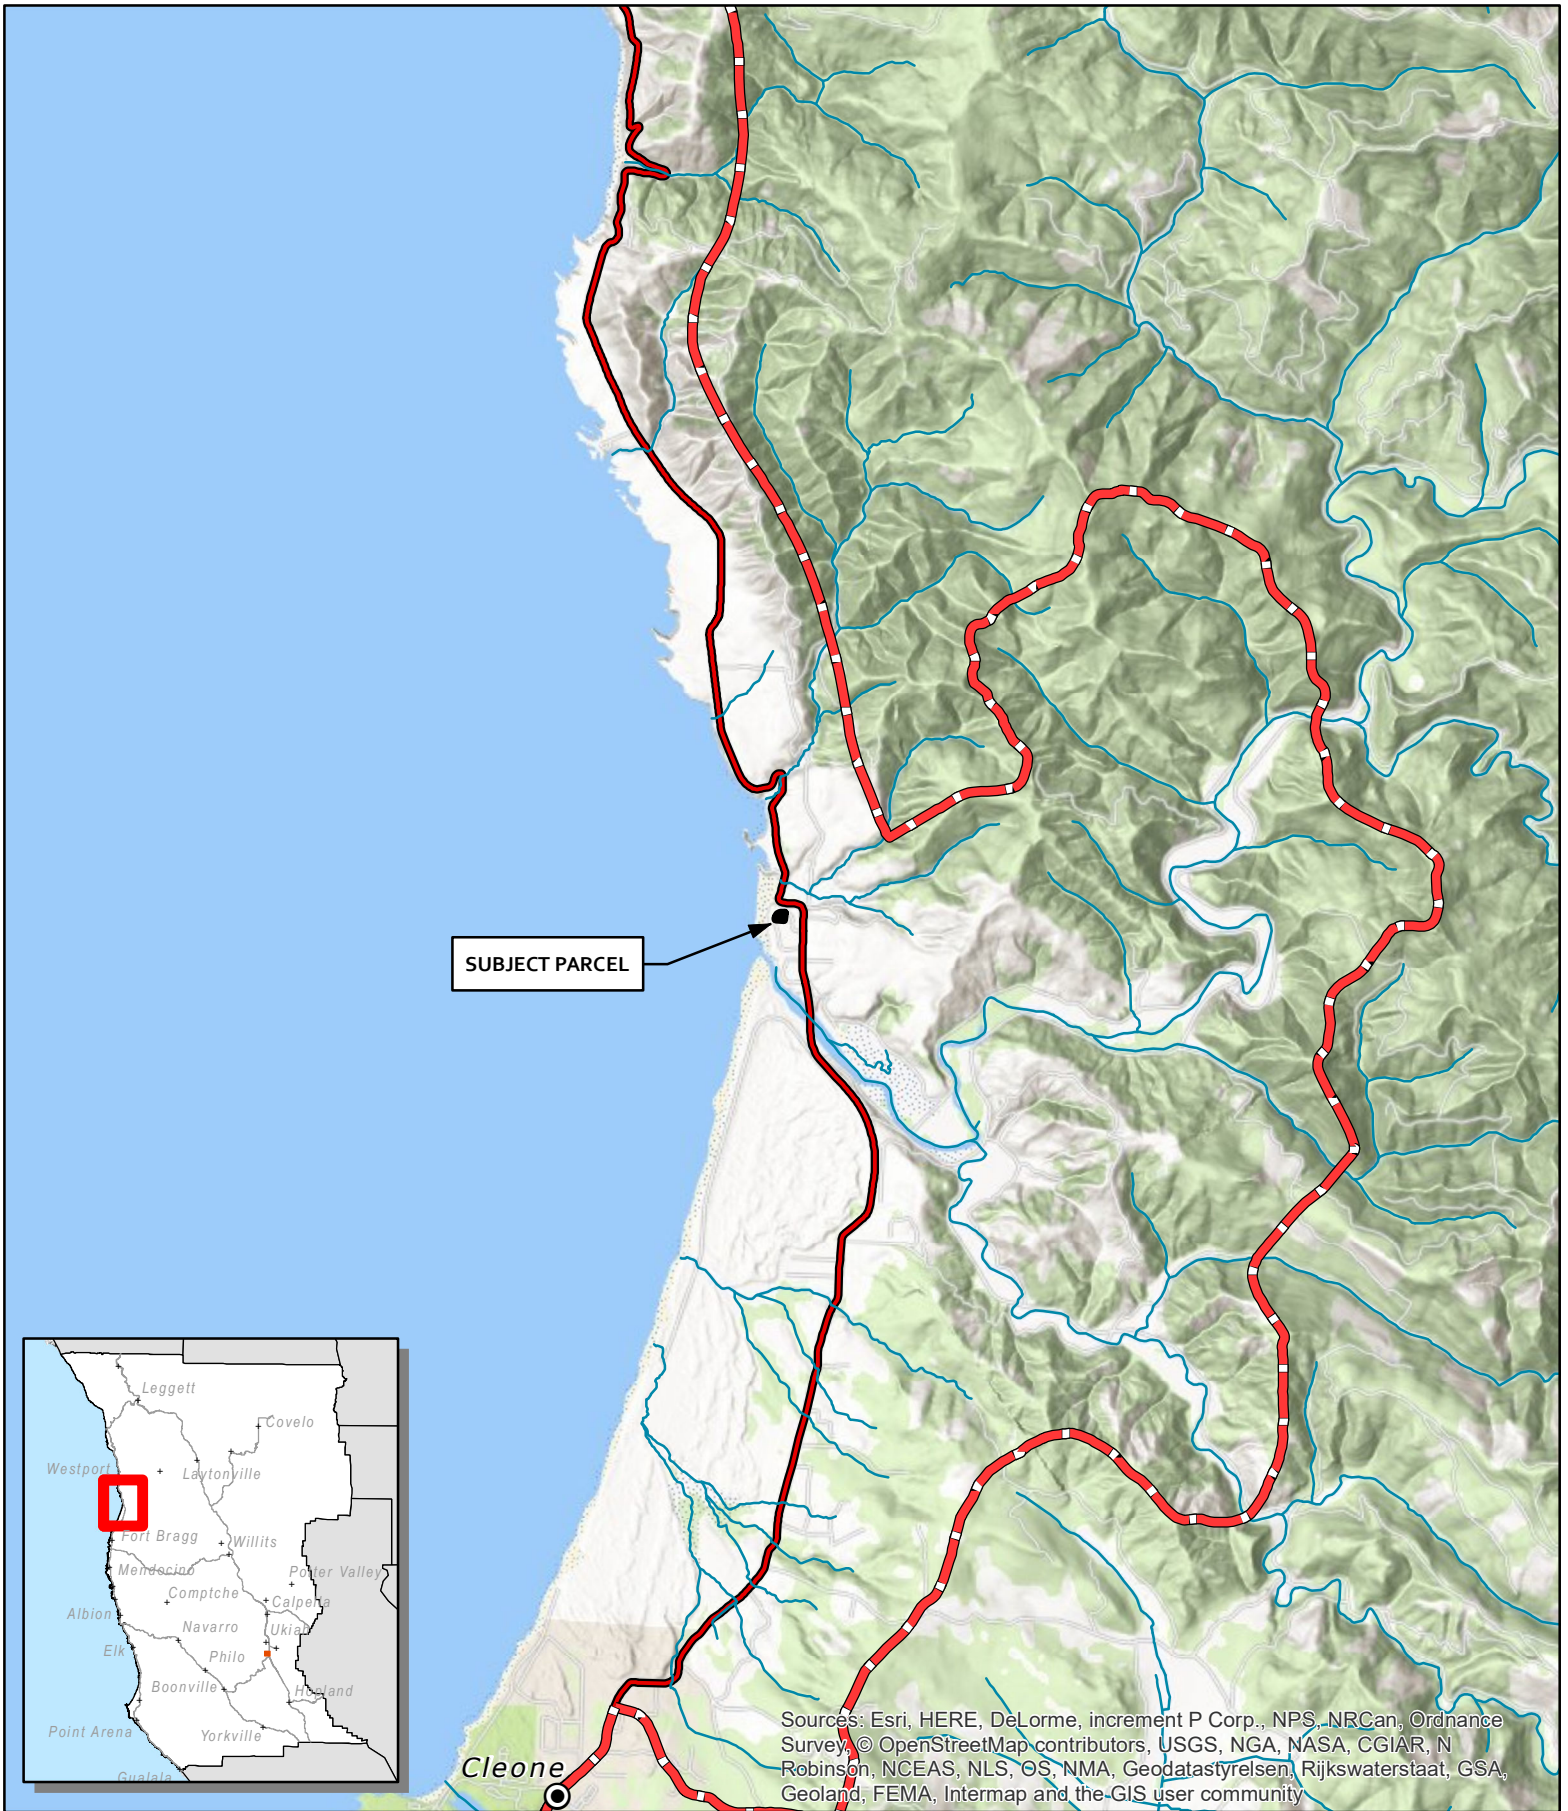 SUBJECT PARCEL
Leggett
Covelo
Westport
Laytonville
Fort Bragg
Willits
Mendocino
Potter Valley
Comptche
Calpella
Albion
Navarro
Ukiah
Elk
Philo
Boonville
Hopland
Point Arena
Yorkville
Gualala
Cleone
Sources: Esri, HERE, DeLorme, increment P Corp., NPS, NRCan, Ordnance
Survey, © OpenStreetMap contributors, USGS, NGA, NASA, CGIAR, N
Robinson, NCEAS, NLS, OS, NMA, Geodatastyrelsen, Rijkswaterstaat, GSA,
Geoland, FEMA, Intermap and the GIS user community